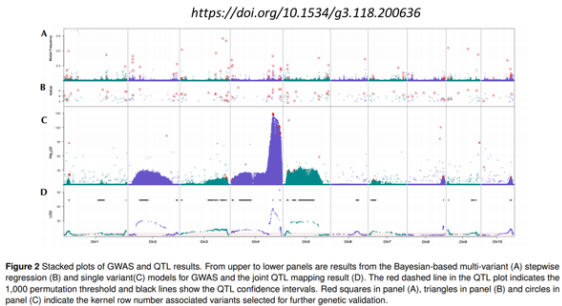 https://doi.org/10.1534/g3.118.200636
A
B
C
D
Chr1
Chr2
Chr3
Chr4
Chr5
Chr6
Chr7
Chr8
Chr9
Chr10
Figure 2 Stacked plots of GWAS and QTL results. From upper to lower panels are results from the Bayesian-based multi-variant (A) stepwise
regression (B) and single variant(C) models for GWAS and the joint QTL mapping result (D). The red dashed line in the QTL plot indicates the
1,000 permutation threshold and black lines show the QTL confidence intervals. Red squares in panel (A), triangles in panel (B) and circles in
panel (C) indicate the kernel row number associated variants selected for further genetic validation.